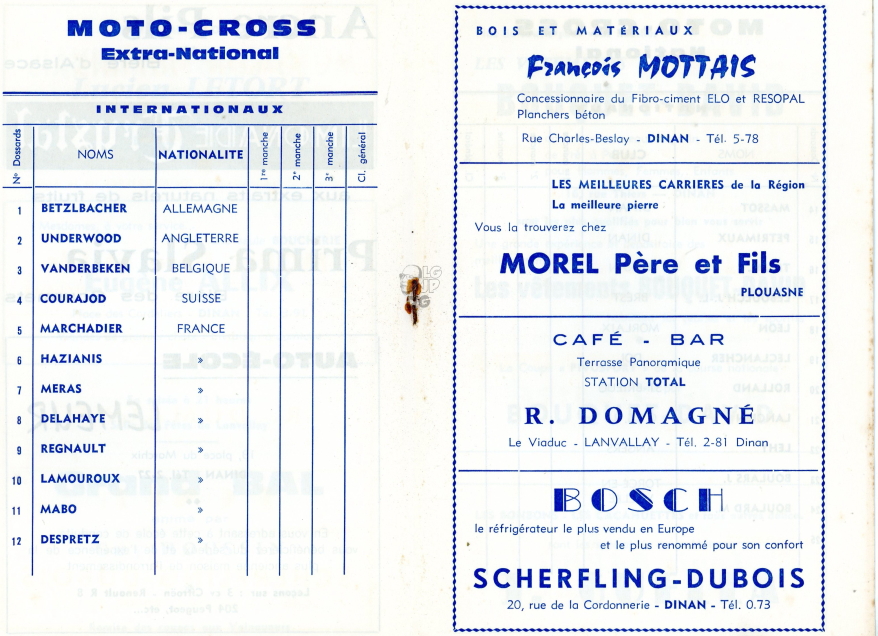 MOTO-CROSS
Extra-National
INTERNATIONAUX
N° Dossards NOMS NATIONALITE 1re manche 2e manche 3e manche Cl. général
1 BETZLBACHER ALLEMAGNE
2 UNDERWOOD ANGLETERRE
3 VANDERBEKEN BELGIQUE
4 COURAJOD SUISSE
5 MARCHADIER FRANCE
6 HAZIANIS »
7 MERAS »
8 DELAHAYE »
9 REGNAULT »
10 LAMOUROUX »
11 MABO »
12 DESPRETZ »
BOIS ET MATÉRIAUX
François MOTTAIS
Concessionnaire du Fibro-ciment ELO et RESOPAL
Planchers béton
Rue Charles-Beslay - DINAN - Tél. 5-78
LES MEILLEURES CARRIERES de la Région
La meilleure pierre
Vous la trouverez chez
MOREL Père et Fils
PLOUASNE
CAFÉ - BAR
Terrasse Panoramique
STATION TOTAL
R. DOMAGNÉ
Le Viaduc - LANVALLAY - Tél. 2-81 Dinan
BOSCH
le réfrigérateur le plus vendu en Europe
et le plus renommé pour son confort
SCHERFLING-DUBOIS
20, rue de la Cordonnerie - DINAN - Tél. 0.73